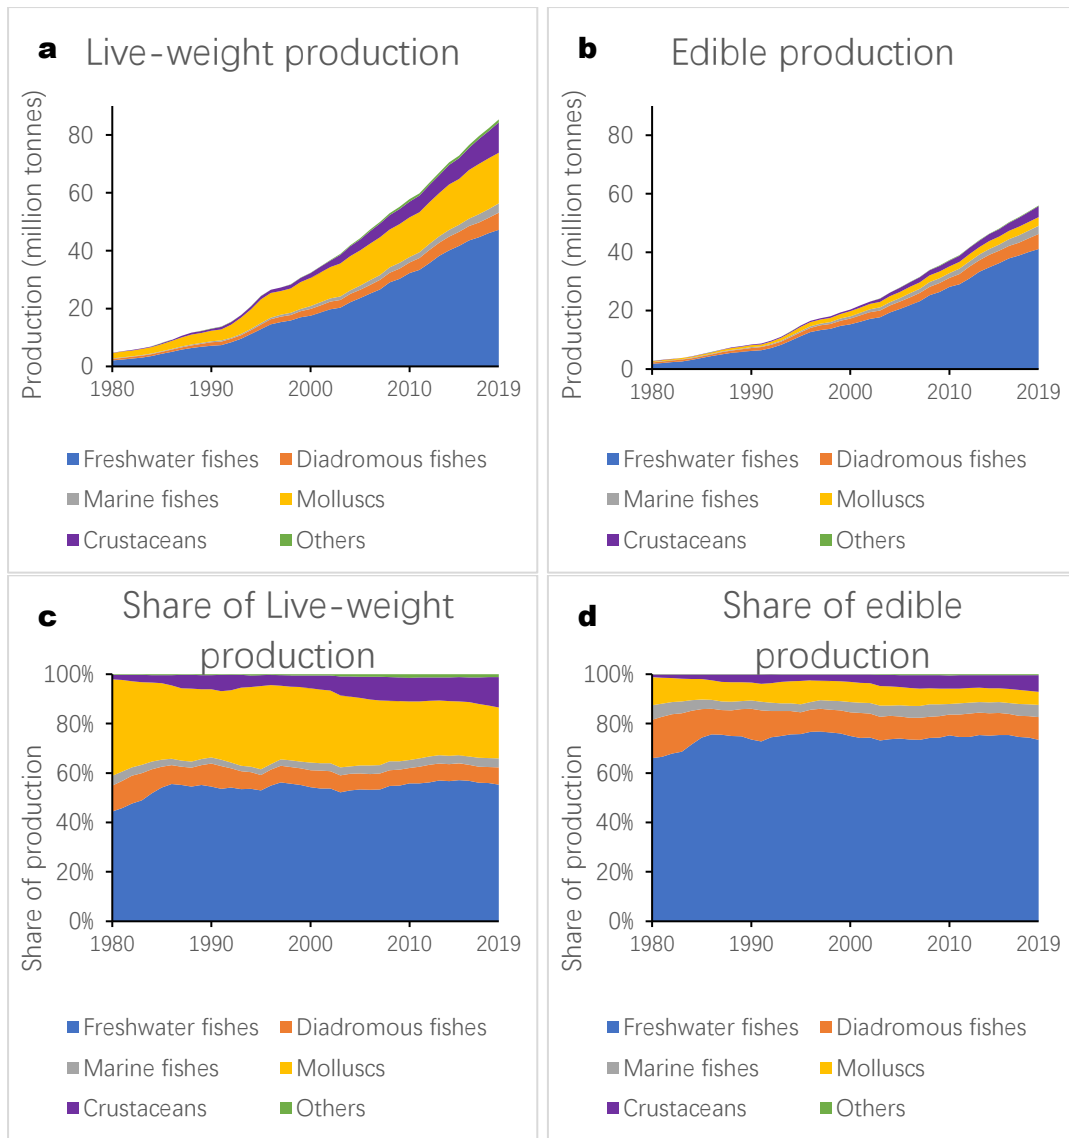 a Live-weight production
Production (million tonnes)
80
60
40
20
0
1980 1990 2000 2010 2019
Freshwater fishes Diadromous fishes
Marine fishes Molluscs
Crustaceans Others
b Edible production
Production (million tonnes)
80
60
40
20
0
1980 1990 2000 2010 2019
Freshwater fishes Diadromous fishes
Marine fishes Molluscs
Crustaceans Others
c Share of Live-weight
production
Share of production
100%
80%
60%
40%
20%
0%
1980 1990 2000 2010 2019
Freshwater fishes Diadromous fishes
Marine fishes Molluscs
Crustaceans Others
d Share of edible
production
Share of production
100%
80%
60%
40%
20%
0%
1980 1990 2000 2010 2019
Freshwater fishes Diadromous fishes
Marine fishes Molluscs
Crustaceans Others